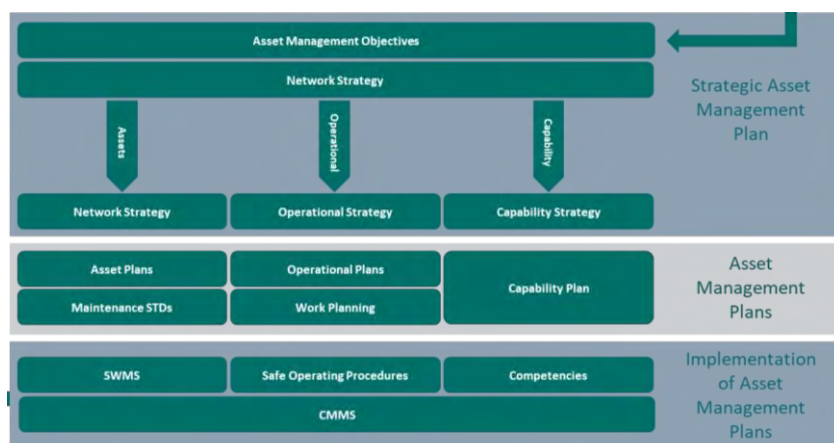 Asset Management Objectives
Network Strategy
Strategic Asset
Management
Plan
Assets
Operational
Capability
Network Strategy
Operational Strategy
Capability Strategy
Asset Plans
Operational Plans
Capability Plan
Maintenance STDs
Work Planning
Asset
Management
Plans
SWMS
Safe Operating Procedures
Competencies
CMMS
Implementation
of Asset
Management
Plans